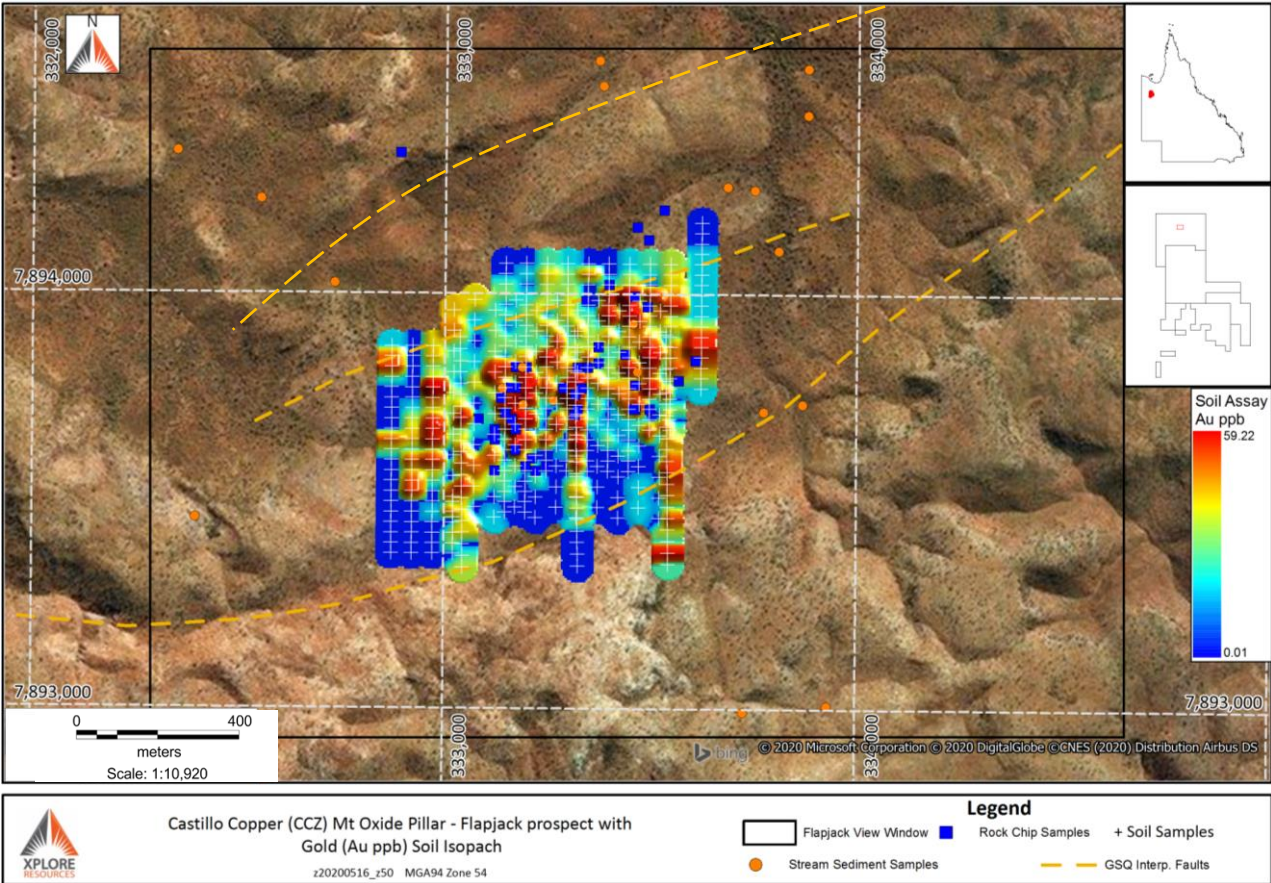 N
332,000
333,000
334,000
7,894,000
7,893,000
7,893,000
333,000
334,000
0 400
meters
Scale: 1:10,920
bing © 2020 Microsoft Corporation © 2020 DigitalGlobe ©CNES (2020) Distribution Airbus DS
Soil Assay
Au ppb
59.22
0.01
XPLORE
RESOURCES
Castillo Copper (CCZ) Mt Oxide Pillar - Flapjack prospect with
Gold (Au ppb) Soil Isopach
z20200516_z50 MGA94 Zone 54
Legend
Flapjack View Window Rock Chip Samples + Soil Samples
Stream Sediment Samples GSQ Interp. Faults